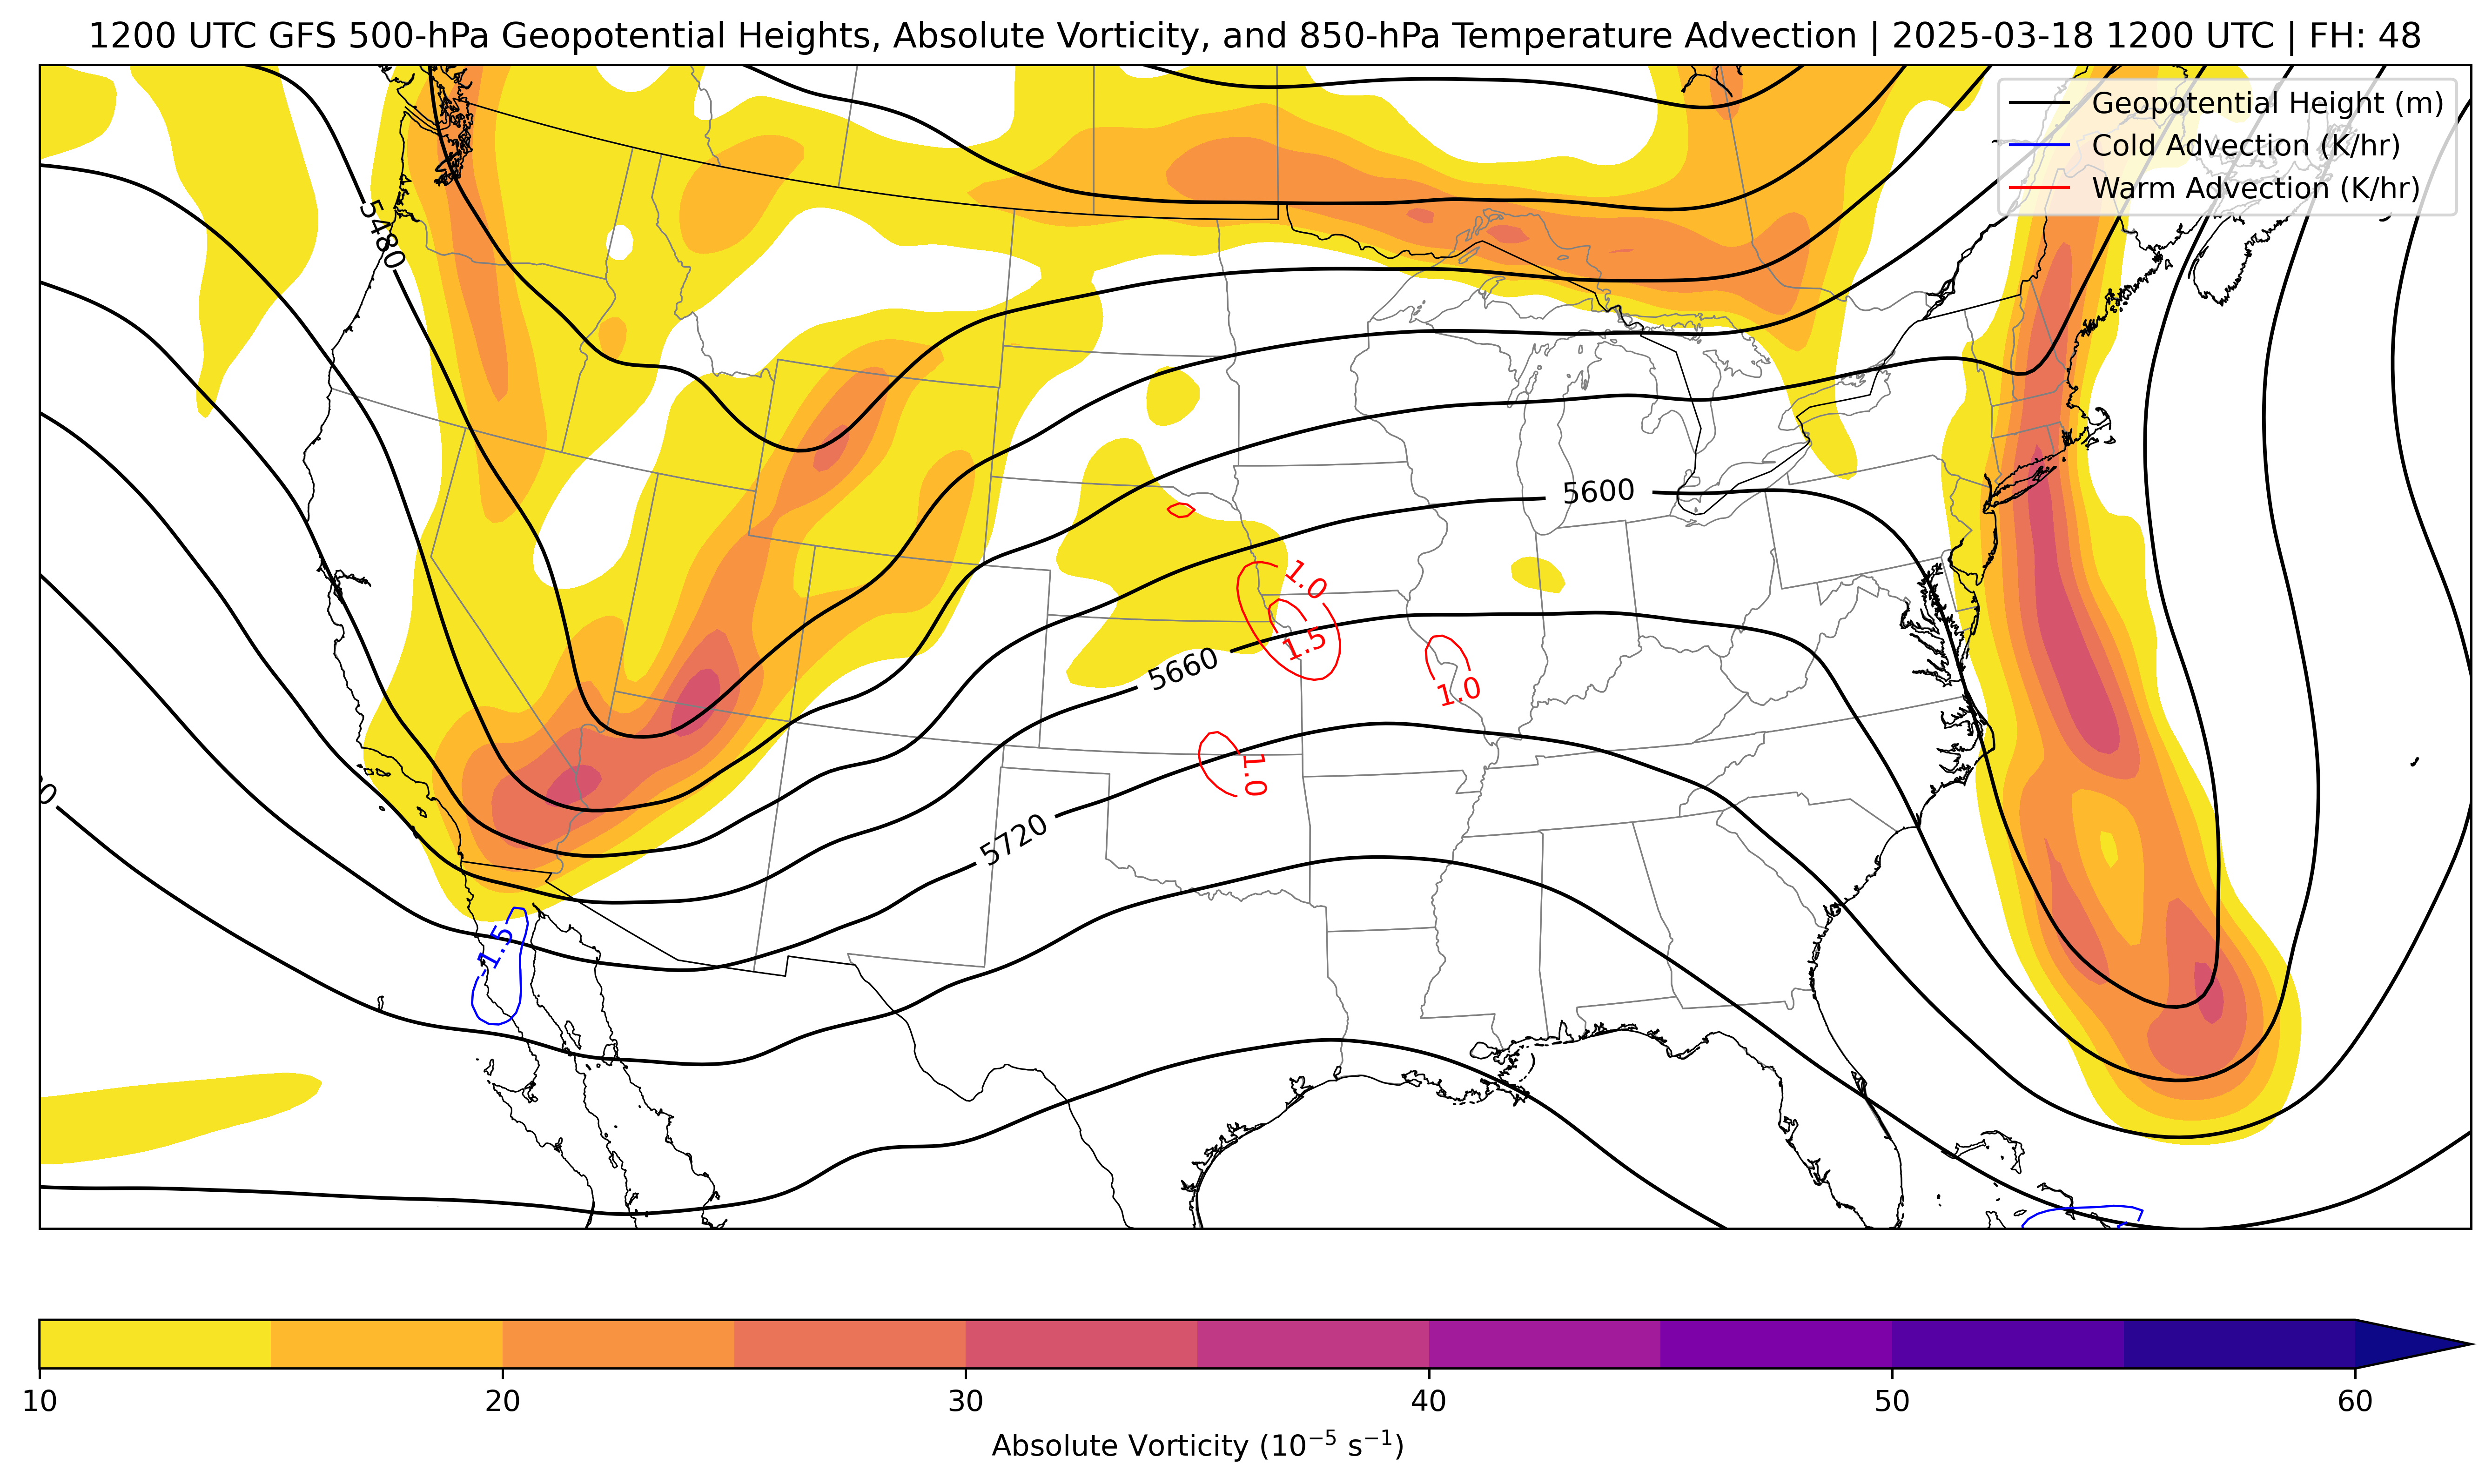 1200 UTC GFS 500-hPa Geopotential Heights, Absolute Vorticity, and 850-hPa Temperature Advection | 2025-03-18 1200 UTC | FH: 48
Geopotential Height (m)
Cold Advection (K/hr)
Warm Advection (K/hr)
5480
5600
1.0
1.5
5660
1.0
1.0
5720
-1.5
10 20 30 40 50 60
Absolute Vorticity (10⁻⁵ s⁻¹)